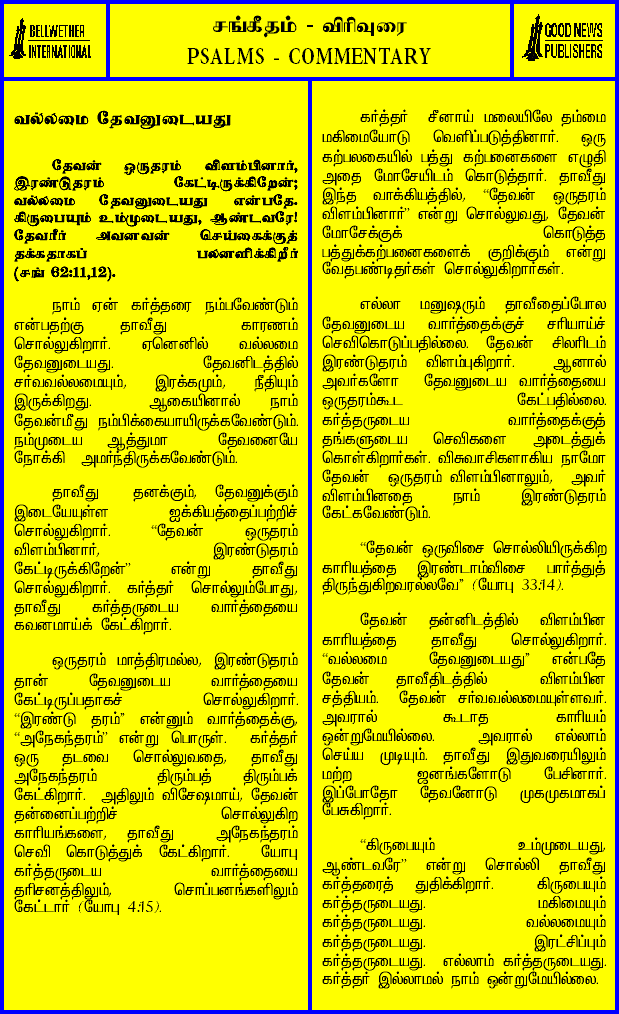 BELLWETHER
INTERNATIONAL
சங்கீதம் - விரிவுரை
PSALMS - COMMENTARY
GOOD NEWS
PUBLISHERS
வல்லமை தேவனுடையது
தேவன் ஒருதரம் விளம்பினார்,
இரண்டுதரம் கேட்டிருக்கிறேன்;
வல்லமை தேவனுடையது என்பதே.
கிருபையும் உம்முடையது, ஆண்டவரே!
தேவரீர் அவனவன் செய்கைக்குத்
தக்கதாகப் பலனளிக்கிறீர்
(சங் 62:11,12).
நாம் ஏன் கர்த்தரை நம்பவேண்டும்
என்பதற்கு தாவீது காரணம்
சொல்லுகிறார். ஏனெனில் வல்லமை
தேவனுடையது. தேவனிடத்தில்
சர்வவல்லமையும், இரக்கமும், நீதியும்
இருக்கிறது. ஆகையினால் நாம்
தேவன்மீது நம்பிக்கையாயிருக்கவேண்டும்.
நம்முடைய ஆத்துமா தேவனையே
நோக்கி அமர்ந்திருக்கவேண்டும்.
தாவீது தனக்கும், தேவனுக்கும்
இடையேயுள்ள ஐக்கியத்தைப்பற்றிச்
சொல்லுகிறார். “தேவன் ஒருதரம்
விளம்பினார், இரண்டுதரம்
கேட்டிருக்கிறேன்” என்று தாவீது
சொல்லுகிறார். கர்த்தர் சொல்லும்போது,
தாவீது கர்த்தருடைய வார்த்தையை
கவனமாய்க் கேட்கிறார்.
ஒருதரம் மாத்திரமல்ல, இரண்டுதரம்
தான் தேவனுடைய வார்த்தையை
கேட்டிருப்பதாகச் சொல்லுகிறார்.
“இரண்டு தரம்” என்னும் வார்த்தைக்கு,
“அநேகந்தரம்” என்று பொருள். கர்த்தர்
ஒரு தடவை சொல்லுவதை, தாவீது
அநேகந்தரம் திரும்பத் திரும்பக்
கேட்கிறார். அதிலும் விசேஷமாய், தேவன்
தன்னைப்பற்றிச் சொல்லுகிற
காரியங்களை, தாவீது அநேகந்தரம்
செவி கொடுத்துக் கேட்கிறார். யோபு
கர்த்தருடைய வார்த்தையை
தரிசனத்திலும், சொப்பனங்களிலும்
கேட்டார் (யோபு 4:15).
கர்த்தர் சீனாய் மலையிலே தம்மை
மகிமையோடு வெளிப்படுத்தினார். ஒரு
கற்பலகையில் பத்து கற்பனைகளை எழுதி
அதை மோசேயிடம் கொடுத்தார். தாவீது
இந்த வாக்கியத்தில், “தேவன் ஒருதரம்
விளம்பினார்” என்று சொல்லுவது, தேவன்
மோசேக்குக் கொடுத்த
பத்துக்கற்பனைகளைக் குறிக்கும் என்று
வேதபண்டிதர்கள் சொல்லுகிறார்கள்.
எல்லா மனுஷரும் தாவீதைப்போல
தேவனுடைய வார்த்தைக்குச் சரியாய்ச்
செவிகொடுப்பதில்லை. தேவன் சிலரிடம்
இரண்டுதரம் விளம்புகிறார். ஆனால்
அவர்களோ தேவனுடைய வார்த்தையை
ஒருதரம்கூட கேட்பதில்லை.
கர்த்தருடைய வார்த்தைக்குத்
தங்களுடைய செவிகளை அடைத்துக்
கொள்கிறார்கள். விசுவாசிகளாகிய நாமோ
தேவன் ஒருதரம் விளம்பினாலும், அவர்
விளம்பினதை நாம் இரண்டுதரம்
கேட்கவேண்டும்.
“தேவன் ஒருவிசை சொல்லியிருக்கிற
காரியத்தை இரண்டாம்விசை பார்த்துத்
திருந்துகிறவரல்லவே” (யோபு 33:14).
தேவன் தன்னிடத்தில் விளம்பின
காரியத்தை தாவீது சொல்லுகிறார்.
“வல்லமை தேவனுடையது” என்பதே
தேவன் தாவீதிடத்தில் விளம்பின
சத்தியம். தேவன் சர்வவல்லமையுள்ளவர்.
அவரால் கூடாத காரியம்
ஒன்றுமேயில்லை. அவரால் எல்லாம்
செய்ய முடியும். தாவீது இதுவரையிலும்
மற்ற ஜனங்களோடு பேசினார்.
இப்போதோ தேவனோடு முகமுகமாகப்
பேசுகிறார்.
“கிருபையும் உம்முடையது,
ஆண்டவரே” என்று சொல்லி தாவீது
கர்த்தரைத் துதிக்கிறார். கிருபையும்
கர்த்தருடையது. மகிமையும்
கர்த்தருடையது. வல்லமையும்
கர்த்தருடையது. இரட்சிப்பும்
கர்த்தருடையது. எல்லாம் கர்த்தருடையது.
கர்த்தர் இல்லாமல் நாம் ஒன்றுமேயில்லை.